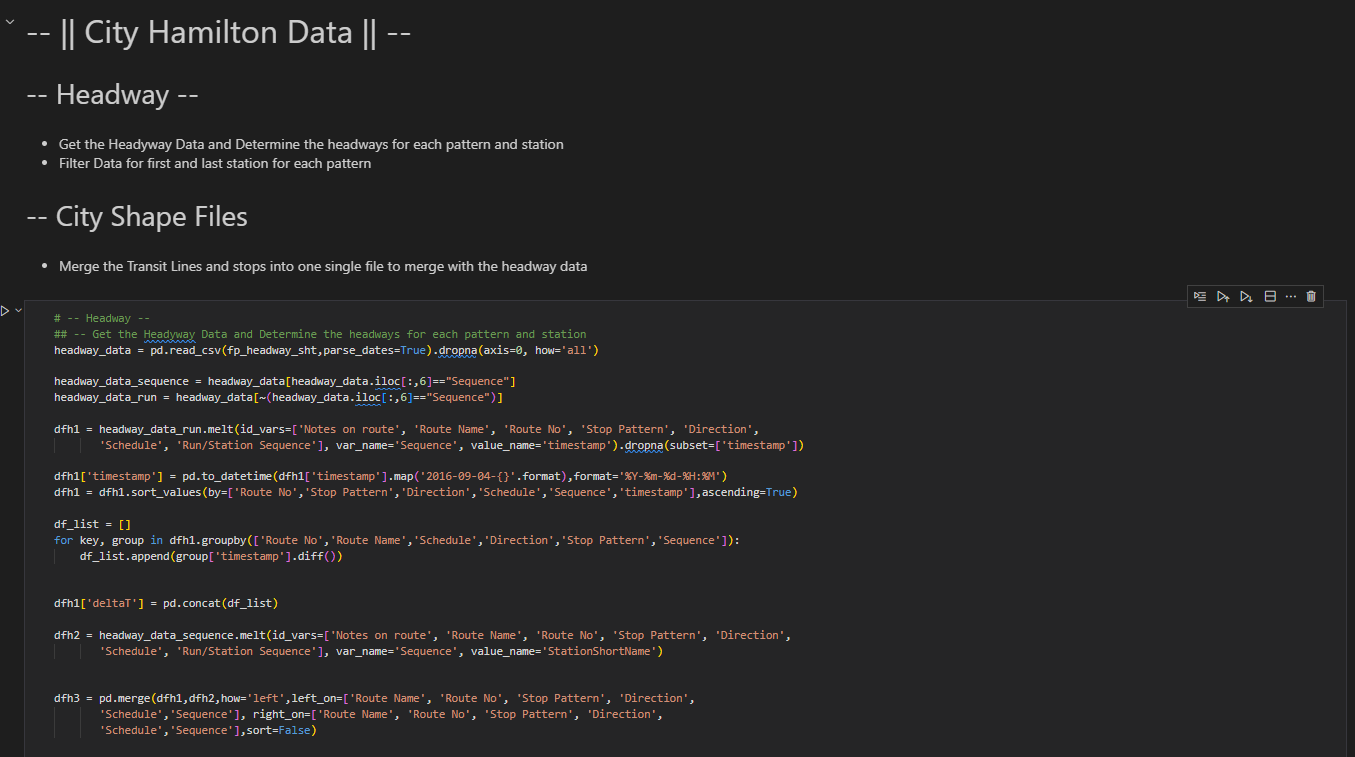 -- || City Hamilton Data || --
-- Headway --
• Get the Headyway Data and Determine the headways for each pattern and station
• Filter Data for first and last station for each pattern
-- City Shape Files
• Merge the Transit Lines and stops into one single file to merge with the headway data
# -- Headway --
## -- Get the Headyway Data and Determine the headways for each pattern and station
headway_data = pd.read_csv(fp_headway_sht,parse_dates=True).dropna(axis=0, how='all')
headway_data_sequence = headway_data[headway_data.iloc[:,6]=="Sequence"]
headway_data_run = headway_data[~(headway_data.iloc[:,6]=="Sequence")]
dfh1 = headway_data_run.melt(id_vars=['Notes on route', 'Route Name', 'Route No', 'Stop Pattern', 'Direction',
'Schedule', 'Run/Station Sequence'], var_name='Sequence', value_name='timestamp').dropna(subset=['timestamp'])
dfh1['timestamp'] = pd.to_datetime(dfh1['timestamp'].map('2016-09-04-{}'.format),format='%Y-%m-%d-%H:%M')
dfh1 = dfh1.sort_values(by=['Route No','Stop Pattern','Direction','Schedule','Sequence','timestamp'],ascending=True)
df_list = []
for key, group in dfh1.groupby(['Route No','Route Name','Schedule','Direction','Stop Pattern','Sequence']):
df_list.append(group['timestamp'].diff())
dfh1['deltaT'] = pd.concat(df_list)
dfh2 = headway_data_sequence.melt(id_vars=['Notes on route', 'Route Name', 'Route No', 'Stop Pattern', 'Direction',
'Schedule', 'Run/Station Sequence'], var_name='Sequence', value_name='StationShortName')
dfh3 = pd.merge(dfh1,dfh2,how='left',left_on=['Route Name', 'Route No', 'Stop Pattern', 'Direction',
'Schedule','Sequence'], right_on=['Route Name', 'Route No', 'Stop Pattern', 'Direction',
'Schedule','Sequence'],sort=False)